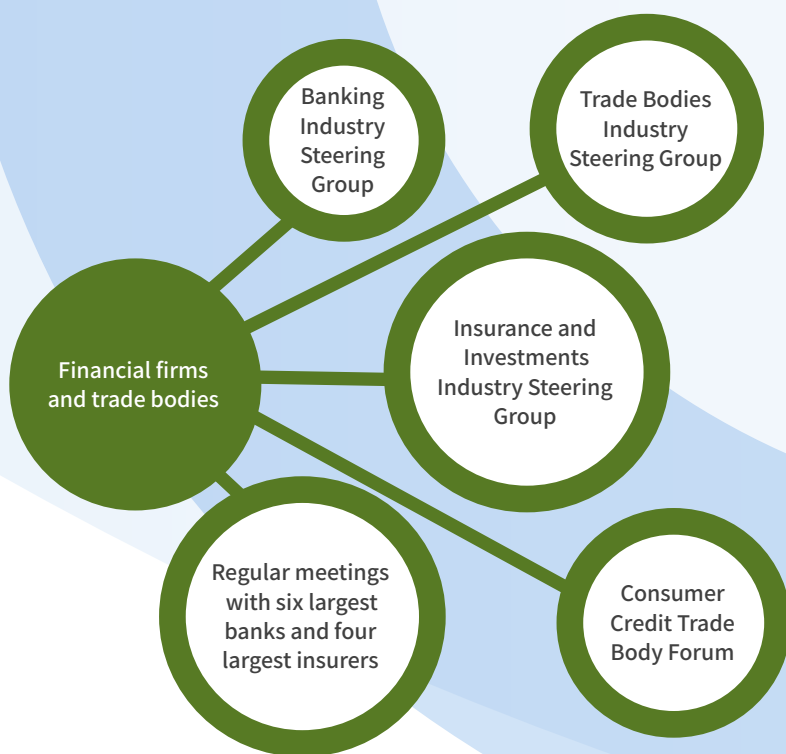 Banking
Industry
Steering
Group
Trade Bodies
Industry
Steering Group
Financial firms
and trade bodies
Insurance and
Investments
Industry Steering
Group
Regular meetings
with six largest
banks and four
largest insurers
Consumer
Credit Trade
Body Forum